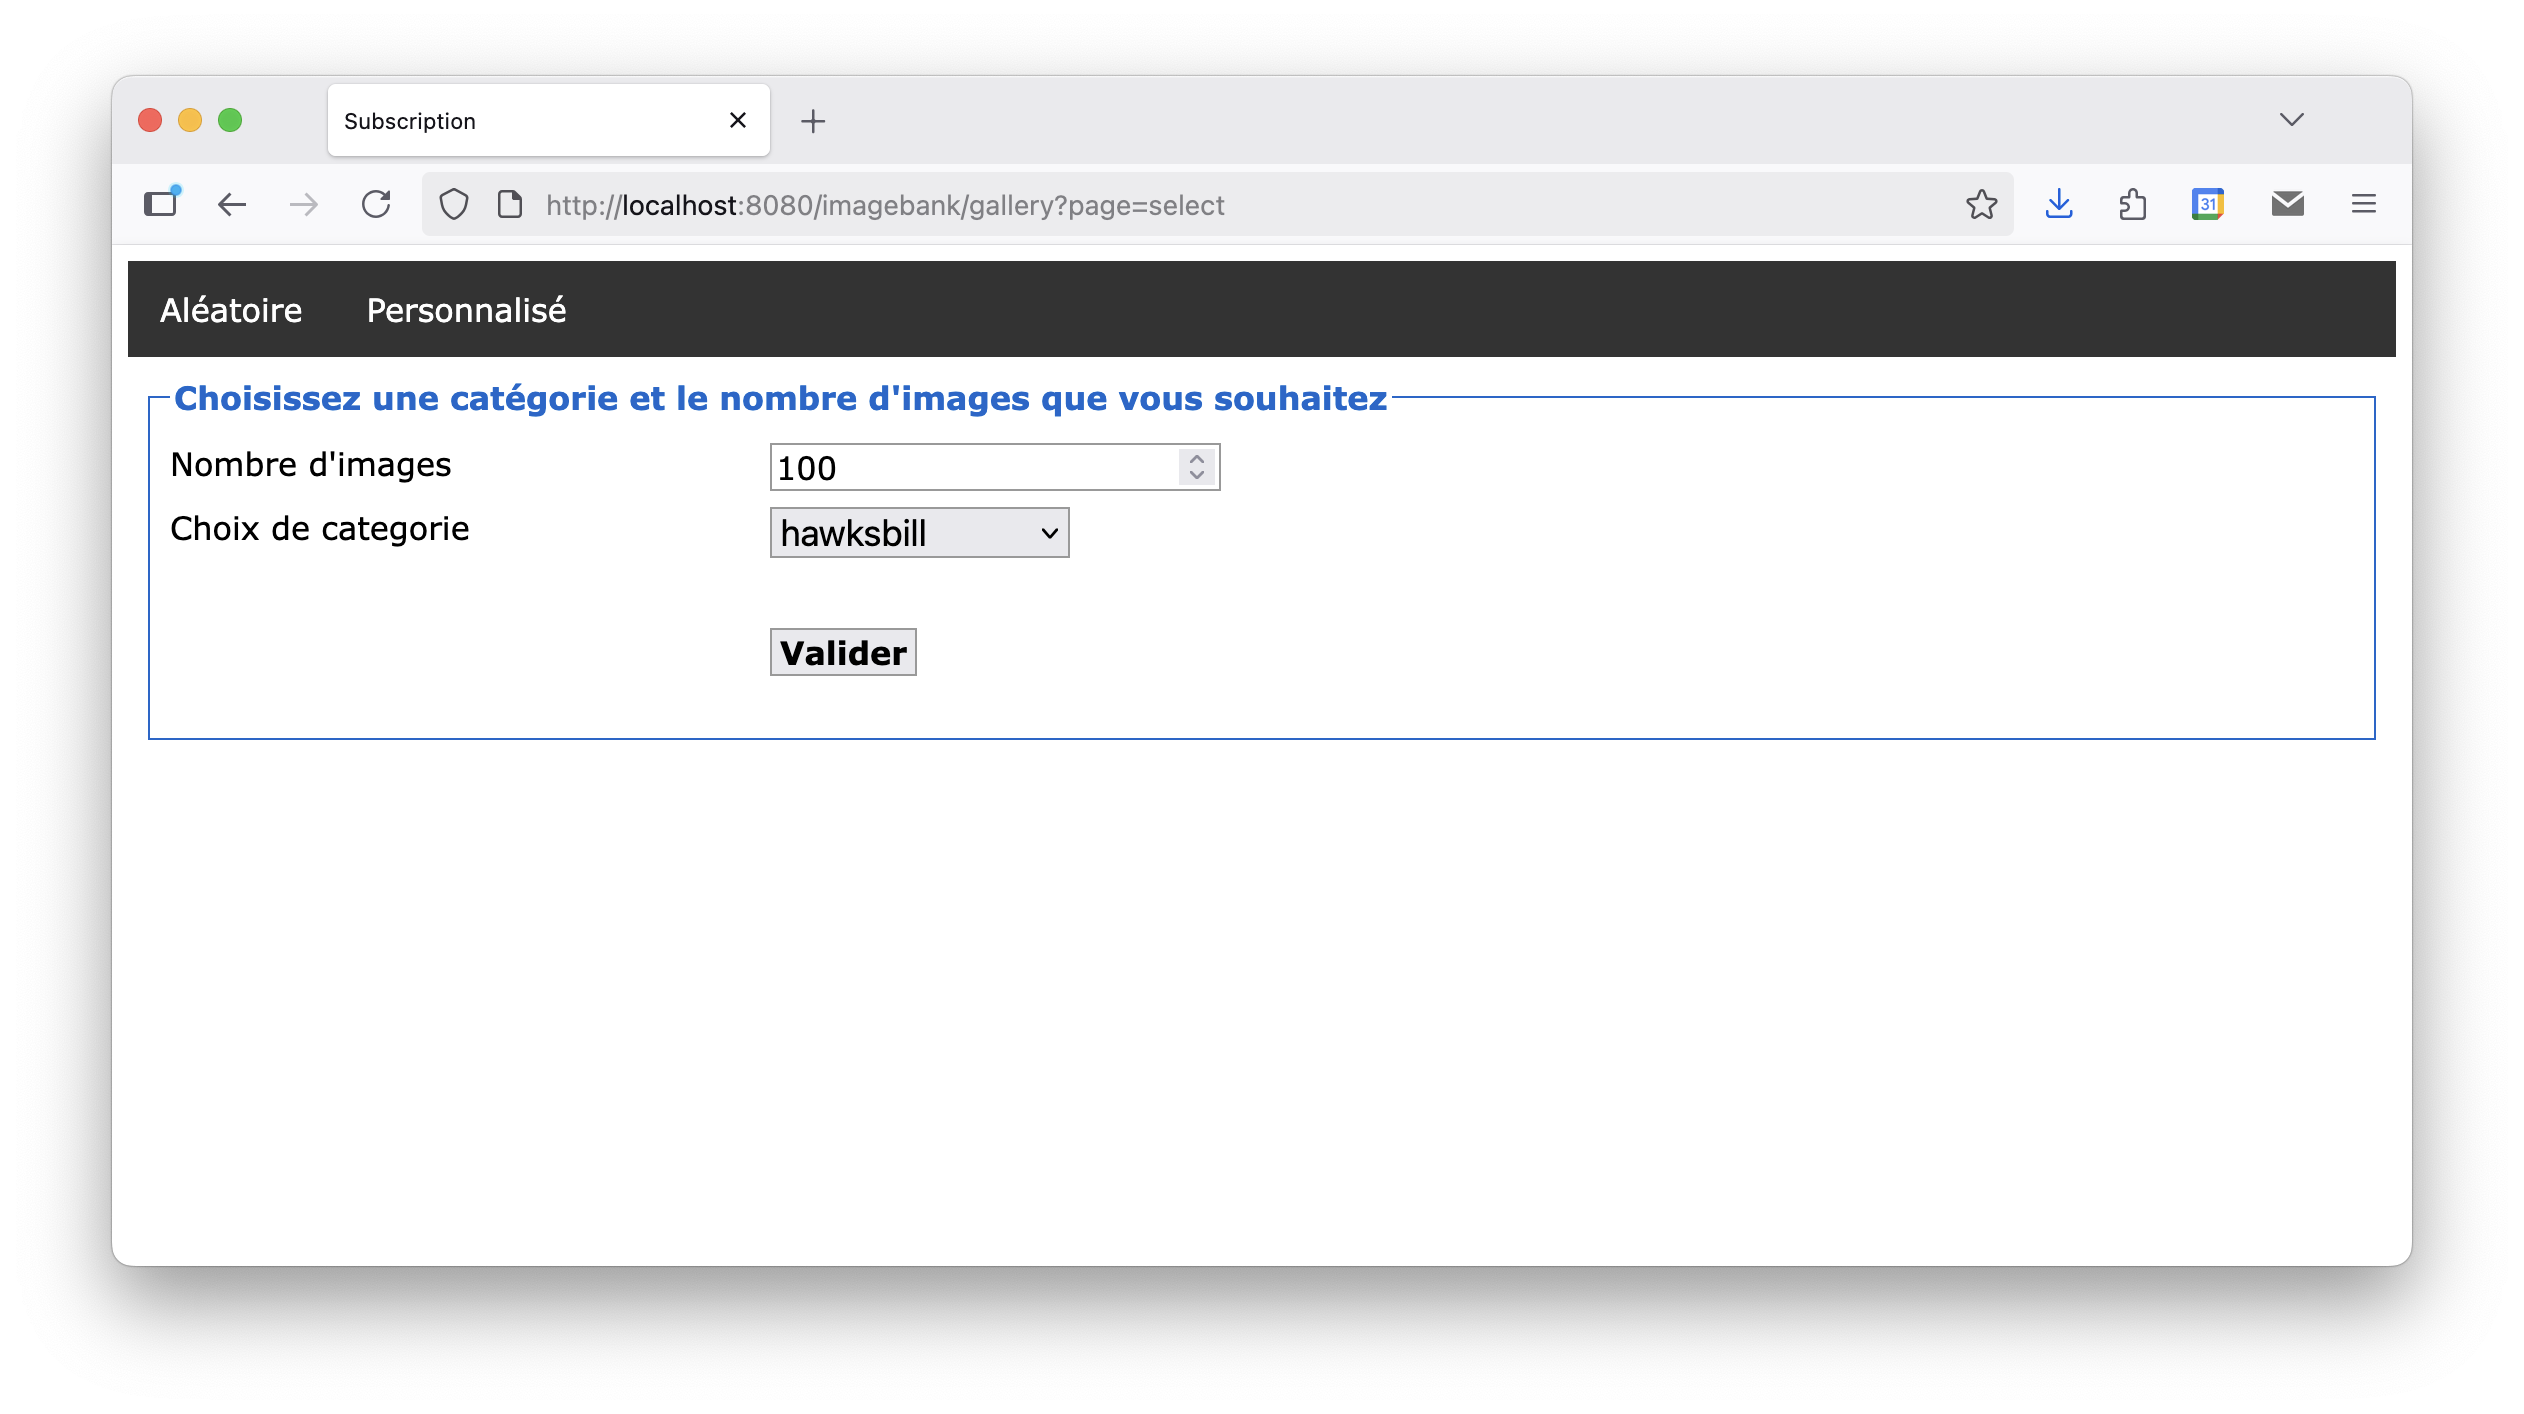 Subscription
http://localhost:8080/imagebank/gallery?page=select
31
Aléatoire Personnalisé
Choisissez une catégorie et le nombre d'images que vous souhaitez
Nombre d'images 100
Choix de categorie hawksbill
Valider